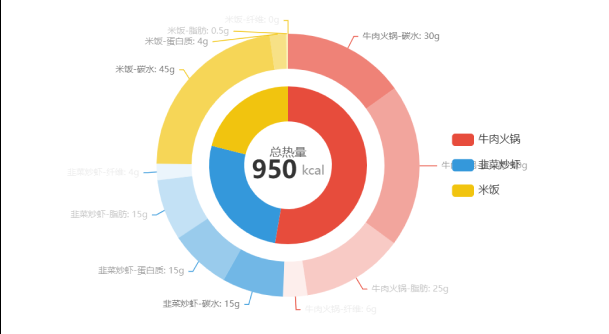 米饭-纤维: 0g
米饭-脂肪: 0.5g
米饭-蛋白质: 4g
米饭-碳水: 45g
牛肉火锅-碳水: 30g
总热量
950 kcal
牛肉火锅
韭菜炒虾
米饭
韭菜炒虾-纤维: 4g
韭菜炒虾-脂肪: 15g
韭菜炒虾-蛋白质: 15g
韭菜炒虾-碳水: 15g
牛肉火锅-脂肪: 25g
牛肉火锅-纤维: 6g